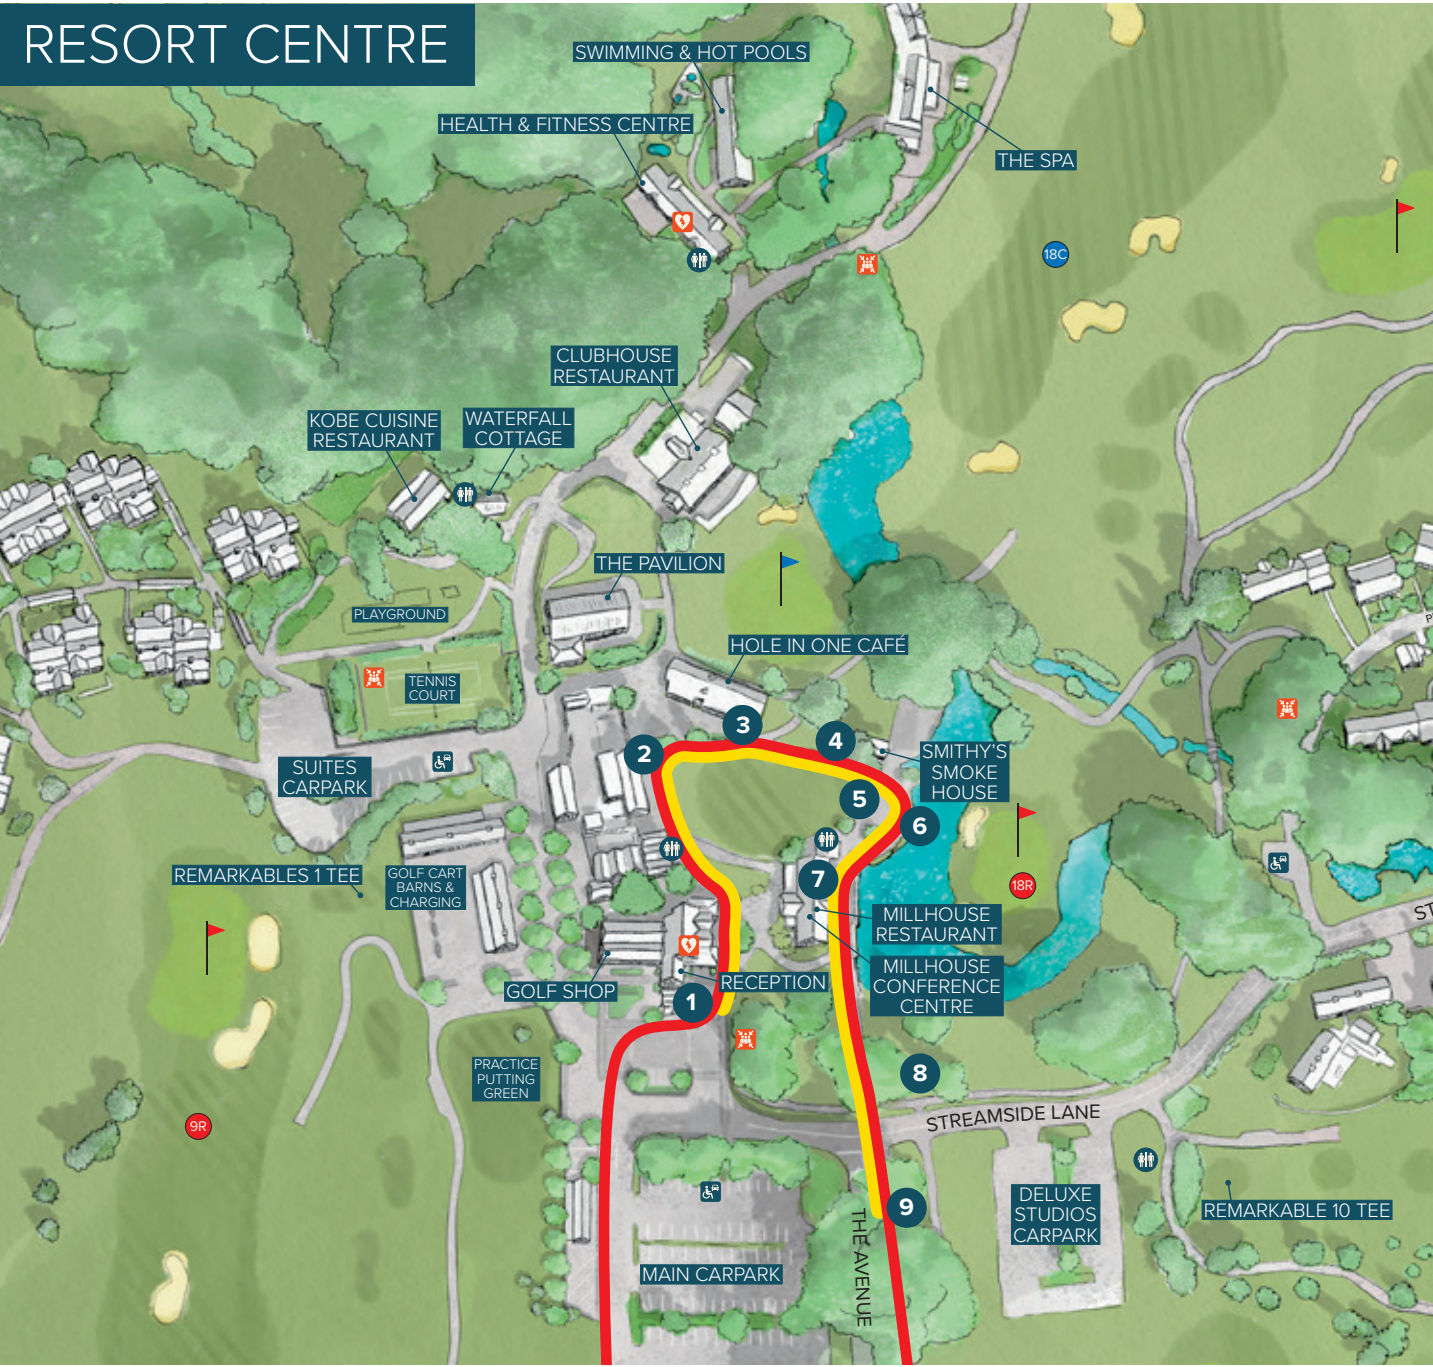 RESORT CENTRE
SWIMMING & HOT POOLS
HEALTH & FITNESS CENTRE
THE SPA
18C
CLUBHOUSE
RESTAURANT
KOBE CUISINE
RESTAURANT
WATERFALL
COTTAGE
THE PAVILION
PLAYGROUND
HOLE IN ONE CAFÉ
TENNIS
COURT
3
2
4
SMITHY'S
SMOKE
HOUSE
SUITES
CARPARK
5
6
REMARKABLES 1 TEE
GOLF CART
BARNS &
CHARGING
7
18R
MILLHOUSE
RESTAURANT
MILLHOUSE
CONFERENCE
CENTRE
RECEPTION
GOLF SHOP
1
PRACTICE
PUTTING
GREEN
8
9R
STREAMSIDE LANE
9
DELUXE
STUDIOS
CARPARK
REMARKABLE 10 TEE
THE AVENUE
MAIN CARPARK
ST